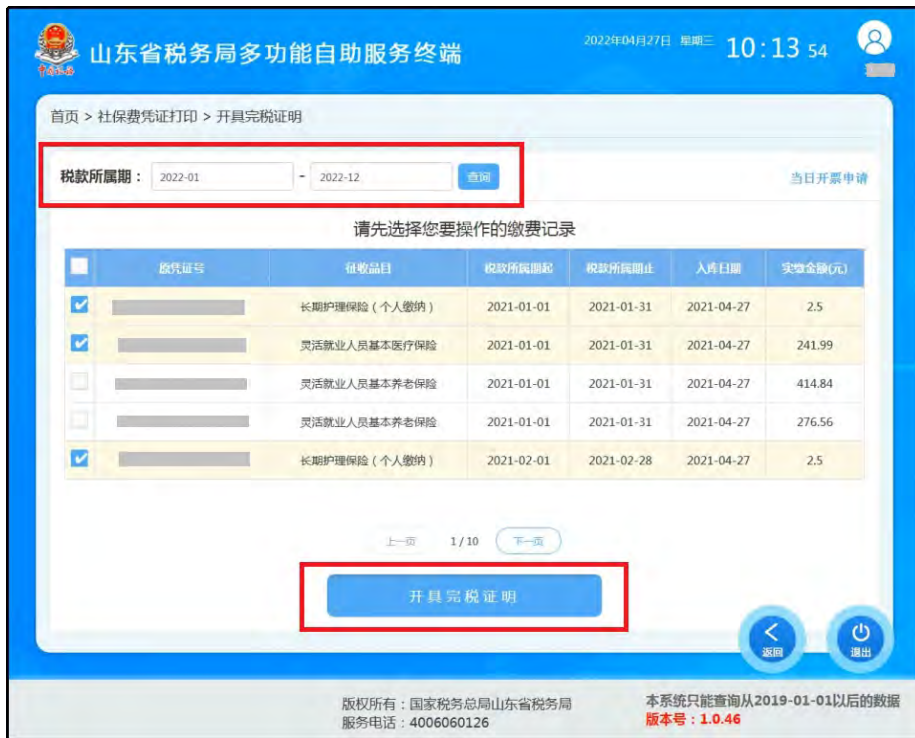 中国税务
山东省税务局多功能自助服务终端
2022年04月27日 星期三 10:13 54
首页 > 社保费凭证打印 > 开具完税证明
税款所属期： 2022-01 - 2022-12 查询 当日开票申请
请先选择您要操作的缴费记录
征收品目 税款所属期起 税款所属期止 入库日期 实缴金额(元)
长期护理保险（个人缴纳） 2021-01-01 2021-01-31 2021-04-27 2.5
灵活就业人员基本医疗保险 2021-01-01 2021-01-31 2021-04-27 241.99
灵活就业人员基本养老保险 2021-01-01 2021-01-31 2021-04-27 414.84
灵活就业人员基本养老保险 2021-01-01 2021-01-31 2021-04-27 276.56
长期护理保险（个人缴纳） 2021-02-01 2021-02-28 2021-04-27 2.5
上一页 1/10 下一页
开具完税证明
返回 退出
版权所有：国家税务总局山东省税务局
服务电话：4006060126
本系统只能查询从2019-01-01以后的数据
版本号：1.0.46